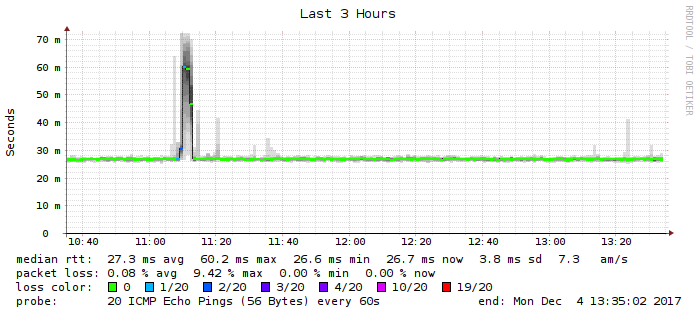 Last 3 Hours
RRDTOOL / TOBI OETIKER
Seconds
70 m
60 m
50 m
40 m
30 m
20 m
10 m
0
10:40 11:00 11:20 11:40 12:00 12:20 12:40 13:00 13:20
median rtt: 27.3 ms avg 60.2 ms max 26.6 ms min 26.7 ms now 3.8 ms sd 7.3 am/s
packet loss: 0.08 % avg 9.42 % max 0.00 % min 0.00 % now
loss color: 0 1/20 2/20 3/20 4/20 10/20 19/20
probe: 20 ICMP Echo Pings (56 Bytes) every 60s end: Mon Dec 4 13:35:02 2017